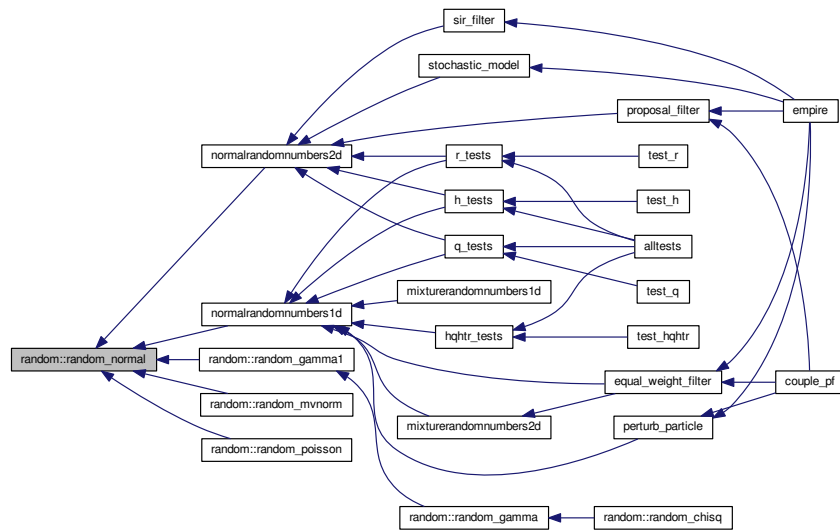 sir_filter
stochastic_model
proposal_filter
empire
normalrandomnumbers2d
r_tests
test_r
h_tests
test_h
q_tests
alltests
test_q
mixturerandomnumbers1d
normalrandomnumbers1d
hqhtr_tests
test_hqhtr
random::random_normal
random::random_gamma1
equal_weight_filter
couple_pf
random::random_mvnorm
mixturerandomnumbers2d
perturb_particle
random::random_poisson
random::random_gamma
random::random_chisq